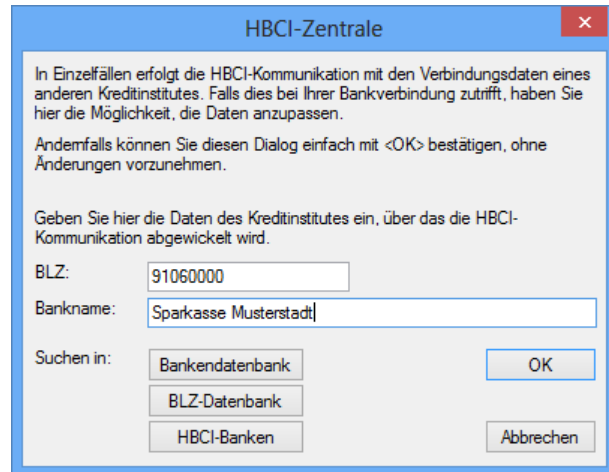 HBCI-Zentrale
In Einzelfällen erfolgt die HBCI-Kommunikation mit den Verbindungsdaten eines
anderen Kreditinstitutes. Falls dies bei Ihrer Bankverbindung zutrifft, haben Sie
hier die Möglichkeit, die Daten anzupassen.
Andernfalls können Sie diesen Dialog einfach mit <OK> bestätigen, ohne
Änderungen vorzunehmen.
Geben Sie hier die Daten des Kreditinstitutes ein, über das die HBCI-
Kommunikation abgewickelt wird.
BLZ: 91060000
Bankname: Sparkasse Musterstadt
Suchen in: Bankendatenbank OK
BLZ-Datenbank
HBCI-Banken Abbrechen